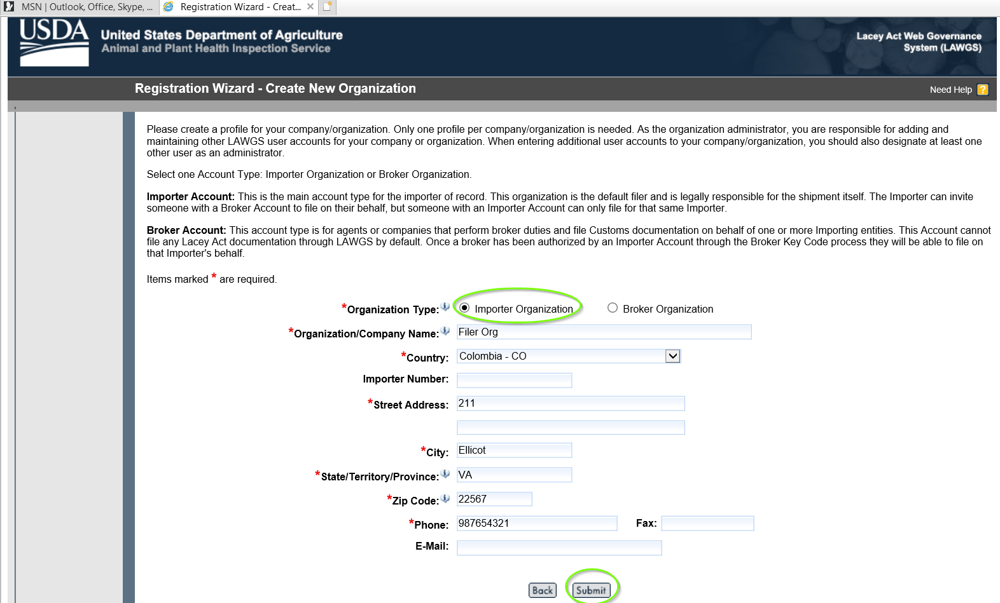 MSN | Outlook, Office, Skype, ...
Registration Wizard - Creat...
USDA
United States Department of Agriculture
Animal and Plant Health Inspection Service
Lacey Act Web Governance
System (LAWGS)
Registration Wizard - Create New Organization
Need Help ?
Please create a profile for your company/organization. Only one profile per company/organization is needed. As the organization administrator, you are responsible for adding and
maintaining other LAWGS user accounts for your company or organization. When entering additional user accounts to your company/organization, you should also designate at least one
other user as an administrator.
Select one Account Type: Importer Organization or Broker Organization.
Importer Account: This is the main account type for the importer of record. This organization is the default filer and is legally responsible for the shipment itself. The Importer can invite
someone with a Broker Account to file on their behalf, but someone with an Importer Account can only file for that same Importer.
Broker Account: This account type is for agents or companies that perform broker duties and file Customs documentation on behalf of one or more Importing entities. This Account cannot
file any Lacey Act documentation through LAWGS by default. Once a broker has been authorized by an Importer Account through the Broker Key Code process they will be able to file on
that Importer's behalf.
Items marked * are required.
*Organization Type: Importer Organization Broker Organization
*Organization/Company Name: Filer Org
*Country: Colombia - CO
Importer Number:
*Street Address: 211
*City: Ellicot
*State/Territory/Province: VA
*Zip Code: 22567
*Phone: 987654321 Fax:
E-Mail:
Back Submit